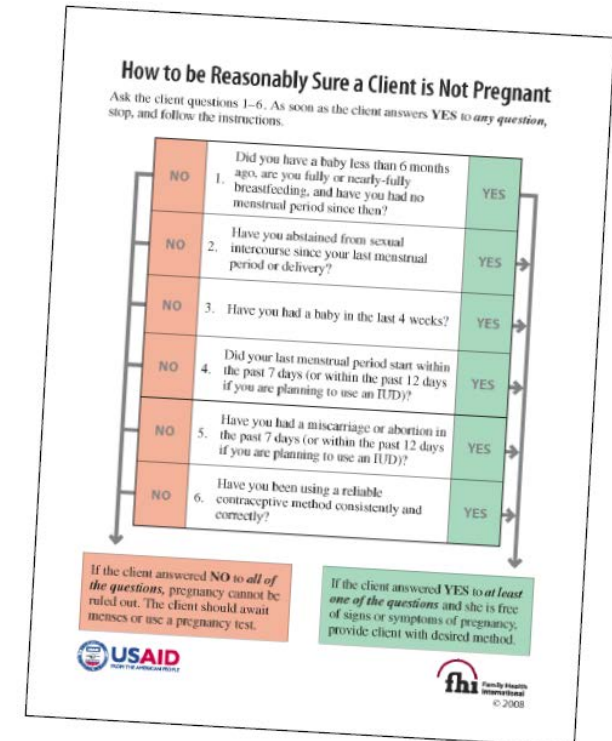 How to be Reasonably Sure a Client is Not Pregnant
Ask the client questions 1–6. As soon as the client answers YES to any question,
stop, and follow the instructions.
NO
1.
Did you have a baby less than 6 months
ago, are you fully or nearly-fully
breastfeeding, and have you had no
menstrual period since then?
YES
NO
2.
Have you abstained from sexual
intercourse since your last menstrual
period or delivery?
YES
NO
3. Have you had a baby in the last 4 weeks?
YES
NO
4.
Did your last menstrual period start within
the past 7 days (or within the past 12 days
if you are planning to use an IUD)?
YES
NO
5.
Have you had a miscarriage or abortion in
the past 7 days (or within the past 12 days
if you are planning to use an IUD)?
YES
NO
6.
Have you been using a reliable
contraceptive method consistently and
correctly?
YES
If the client answered NO to all of
the questions, pregnancy cannot be
ruled out. The client should await
menses or use a pregnancy test.
If the client answered YES to at least
one of the questions and she is free
of signs or symptoms of pregnancy,
provide client with desired method.
USAID
FROM THE AMERICAN PEOPLE
fhi
Family Health
International
© 2008